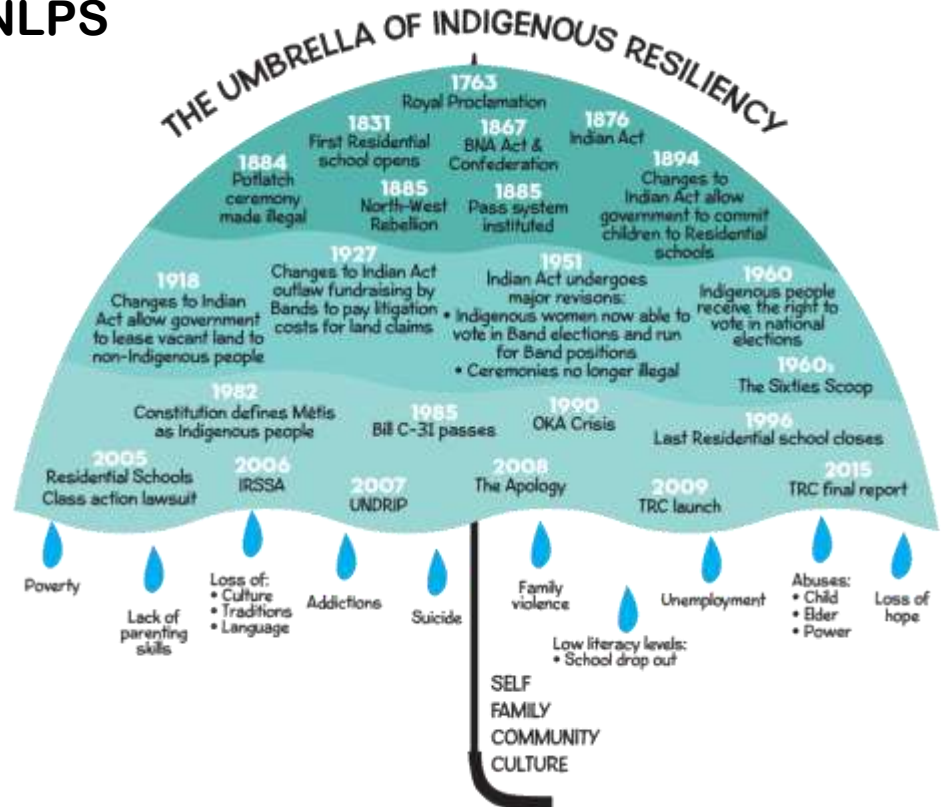 NLPS
THE UMBRELLA OF INDIGENOUS RESILIENCY
1763
Royal Proclamation
1831
First Residential
school opens
1867
BNA Act &
Confederation
1876
Indian Act
1884
Potlatch
ceremony
made illegal
1885
North-West
Rebellion
1885
Pass system
instituted
1894
Changes to
Indian Act allow
government to commit
children to Residential
schools
1918
Changes to Indian
Act allow government
to lease vacant land to
non-Indigenous people
1927
Changes to Indian Act
outlaw fundraising by
Bands to pay litigation
costs for land claims
1951
Indian Act undergoes
major revisons:
• Indigenous women now able to
vote in Band elections and run
for Band positions
• Ceremonies no longer illegal
1960
Indigenous people
receive the right to
vote in national
elections
1960s
The Sixties Scoop
1982
Constitution defines Métis
as Indigenous people
1985
Bill C-31 passes
1990
OKA Crisis
1996
Last Residential school closes
2005
Residential Schools
Class action lawsuit
2006
IRSSA
2007
UNDRIP
2008
The Apology
2009
TRC launch
2015
TRC final report
Poverty
Lack of
parenting
skills
Loss of:
• Culture
• Traditions
• Language
Addictions
Suicide
Family
violence
Low literacy levels:
• School drop out
Unemployment
Abuses:
• Child
• Elder
• Power
Loss of
hope
SELF
FAMILY
COMMUNITY
CULTURE